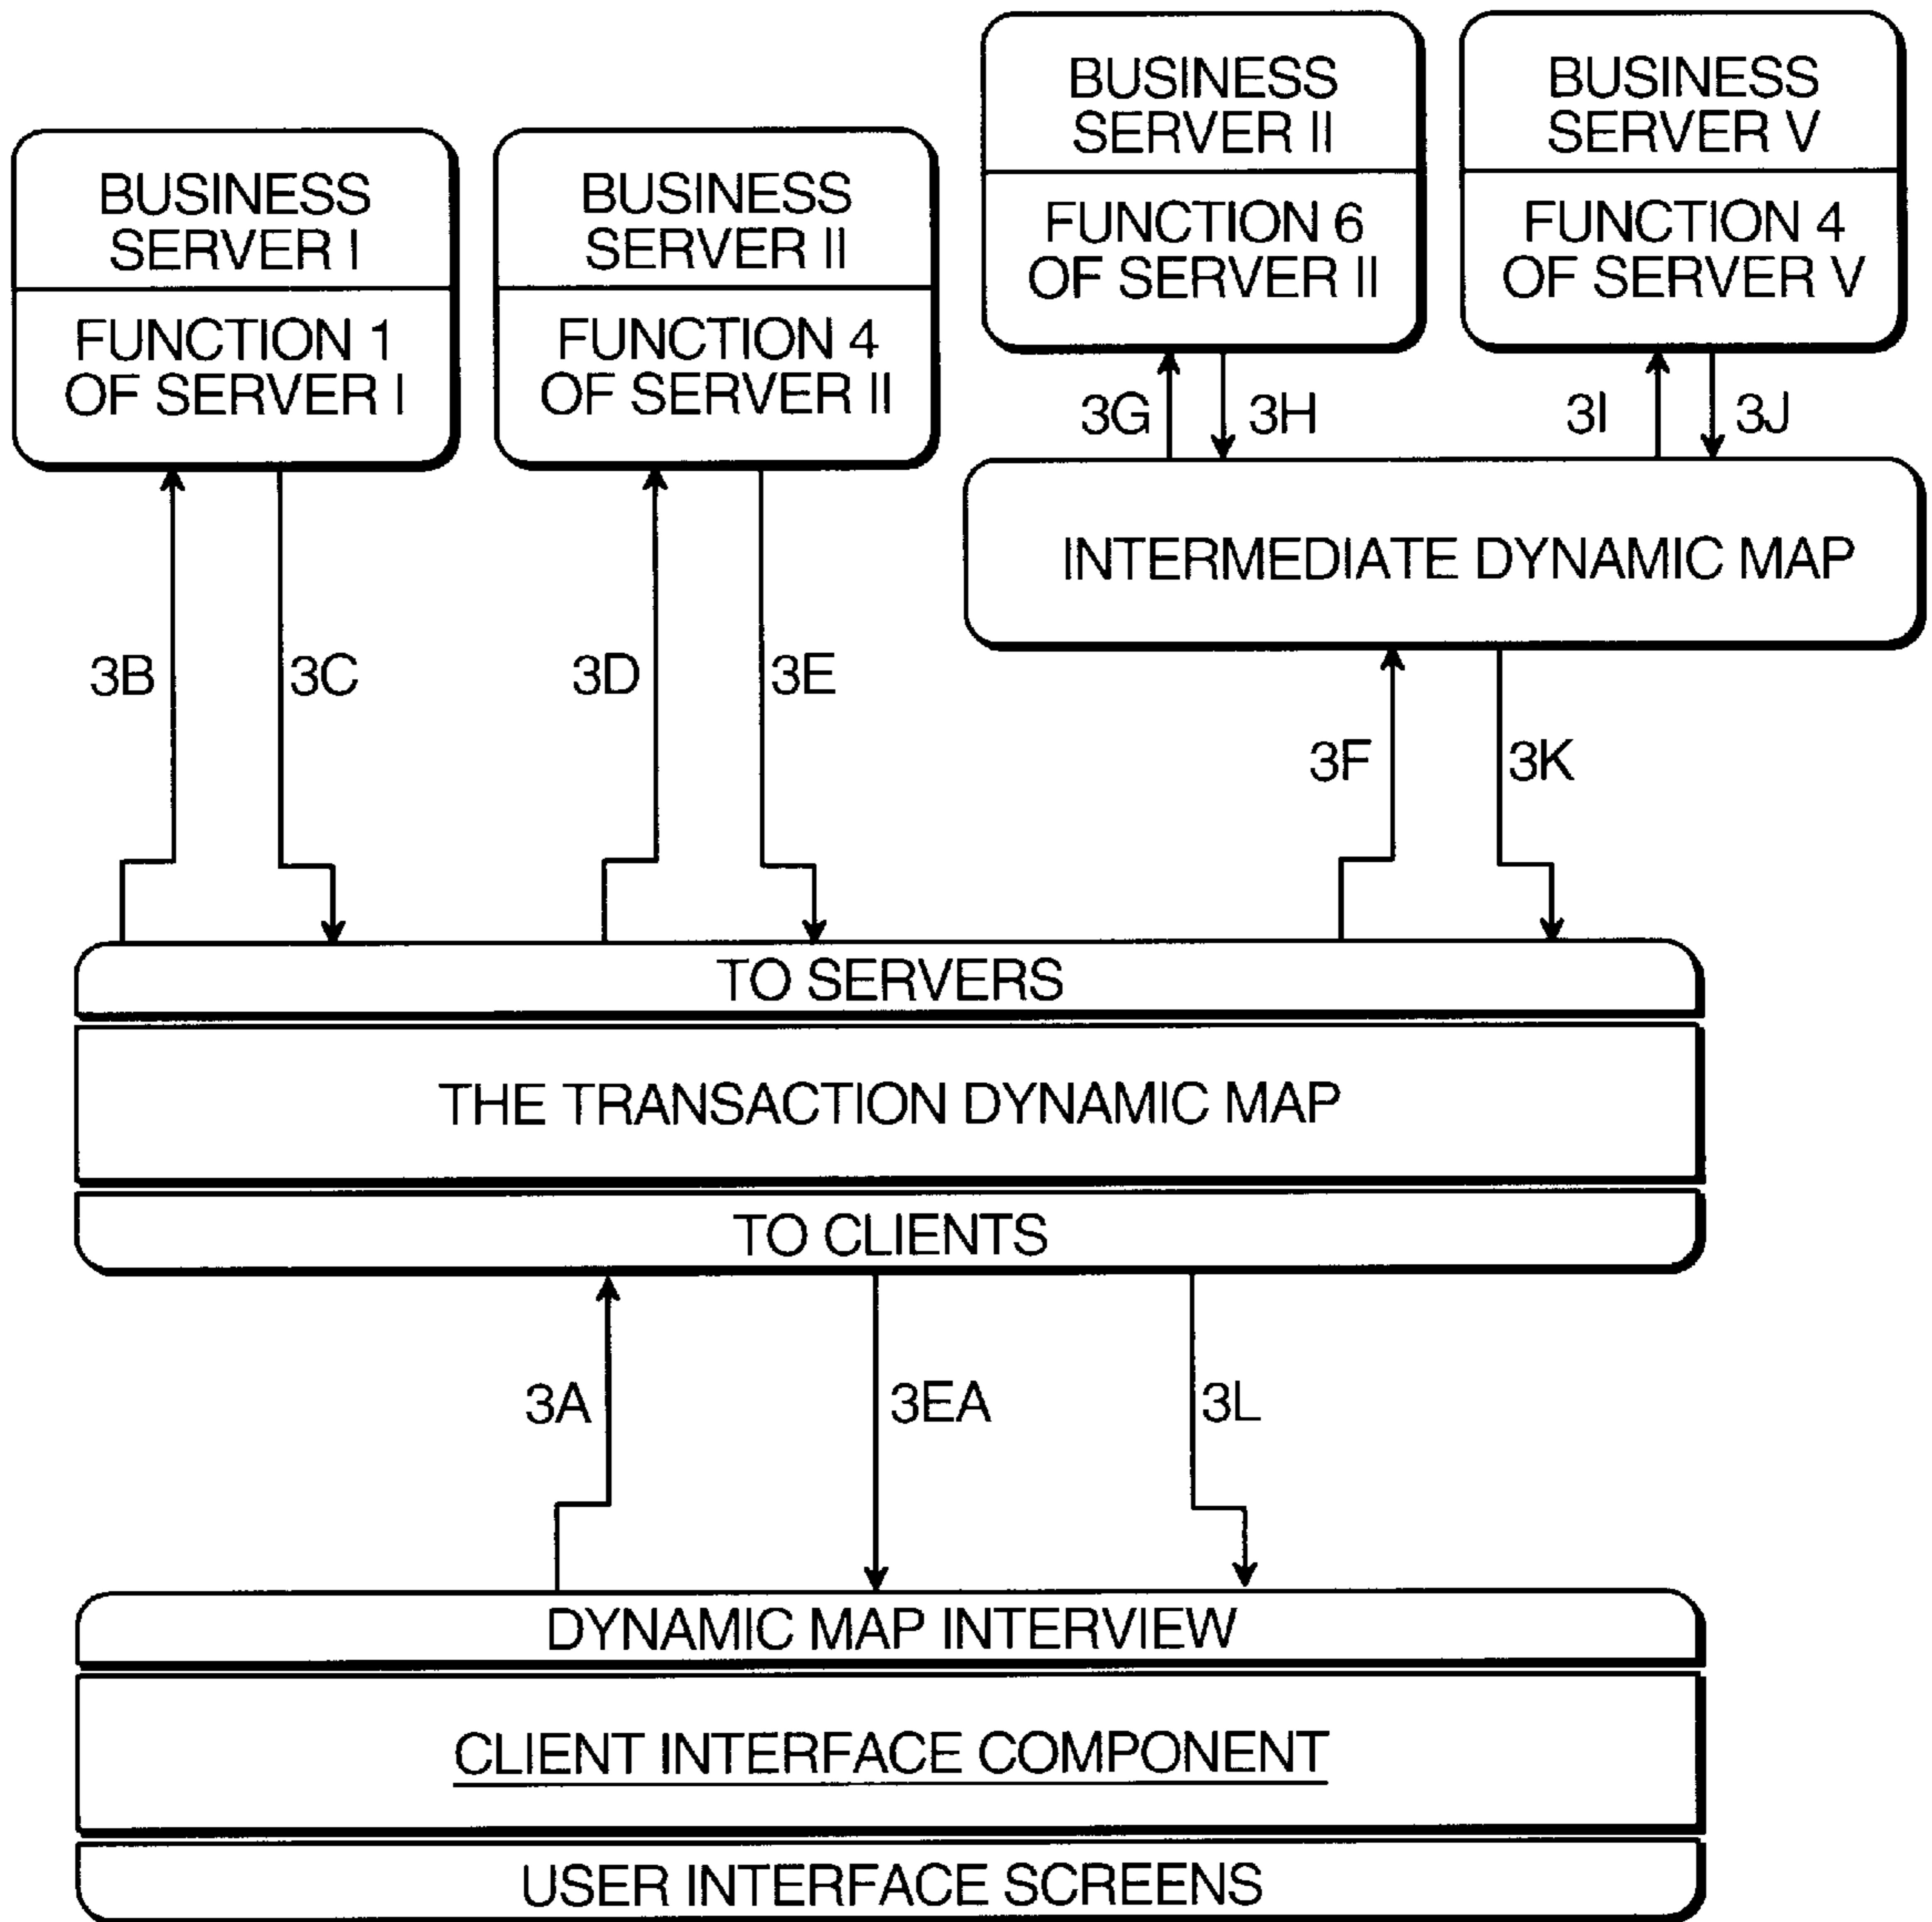 BUSINESS
SERVER I
FUNCTION 1
OF SERVER I
BUSINESS
SERVER II
FUNCTION 4
OF SERVER II
BUSINESS
SERVER II
FUNCTION 6
OF SERVER II
BUSINESS
SERVER V
FUNCTION 4
OF SERVER V
3G
3H
3I
3J
INTERMEDIATE DYNAMIC MAP
3B
3C
3D
3E
3F
3K
TO SERVERS
THE TRANSACTION DYNAMIC MAP
TO CLIENTS
3A
3EA
3L
DYNAMIC MAP INTERVIEW
CLIENT INTERFACE COMPONENT
USER INTERFACE SCREENS